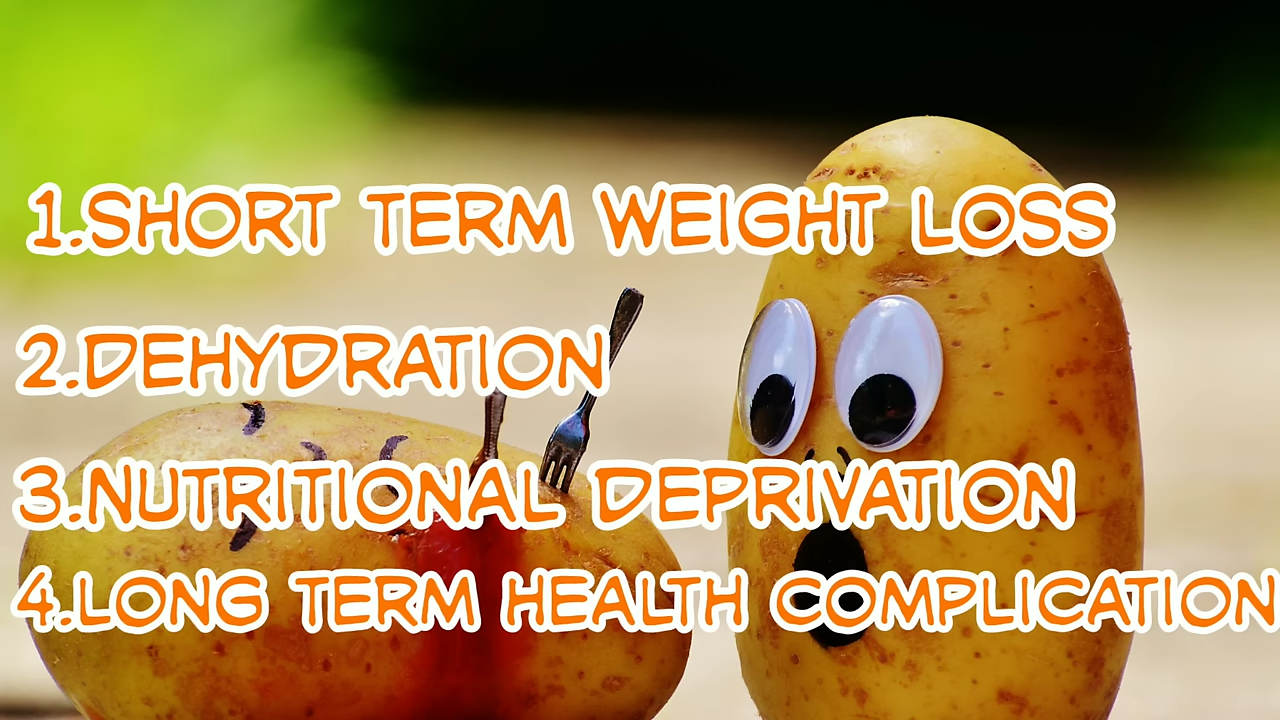 1.SHORT TERM WEIGHT LOSS
2.DEHYDRATION
3.NUTRITIONAL DEPRIVATION
4.LONG TERM HEALTH COMPLICATION